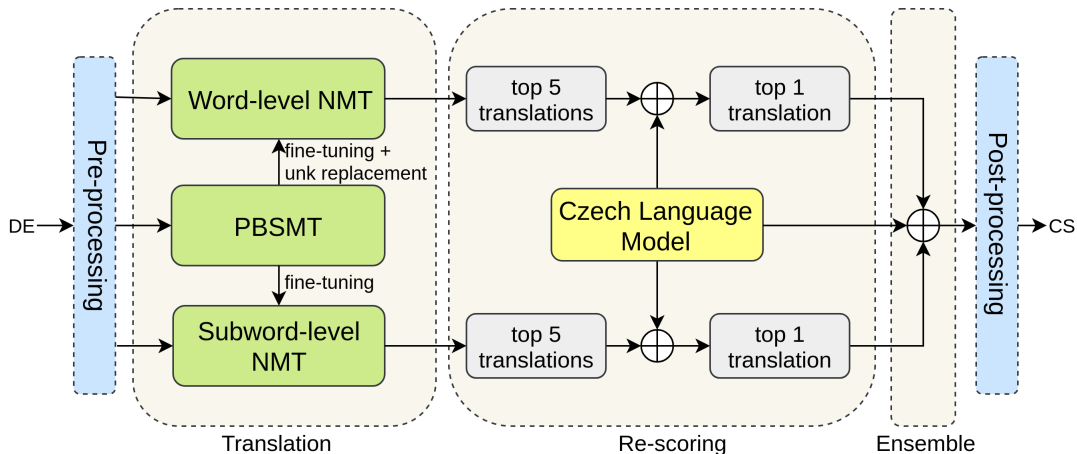 DE
Pre-processing
Word-level NMT
fine-tuning +
unk replacement
PBSMT
fine-tuning
Subword-level
NMT
Translation
top 5
translations
top 1
translation
Czech Language
Model
top 5
translations
top 1
translation
Re-scoring
Ensemble
Post-processing
CS